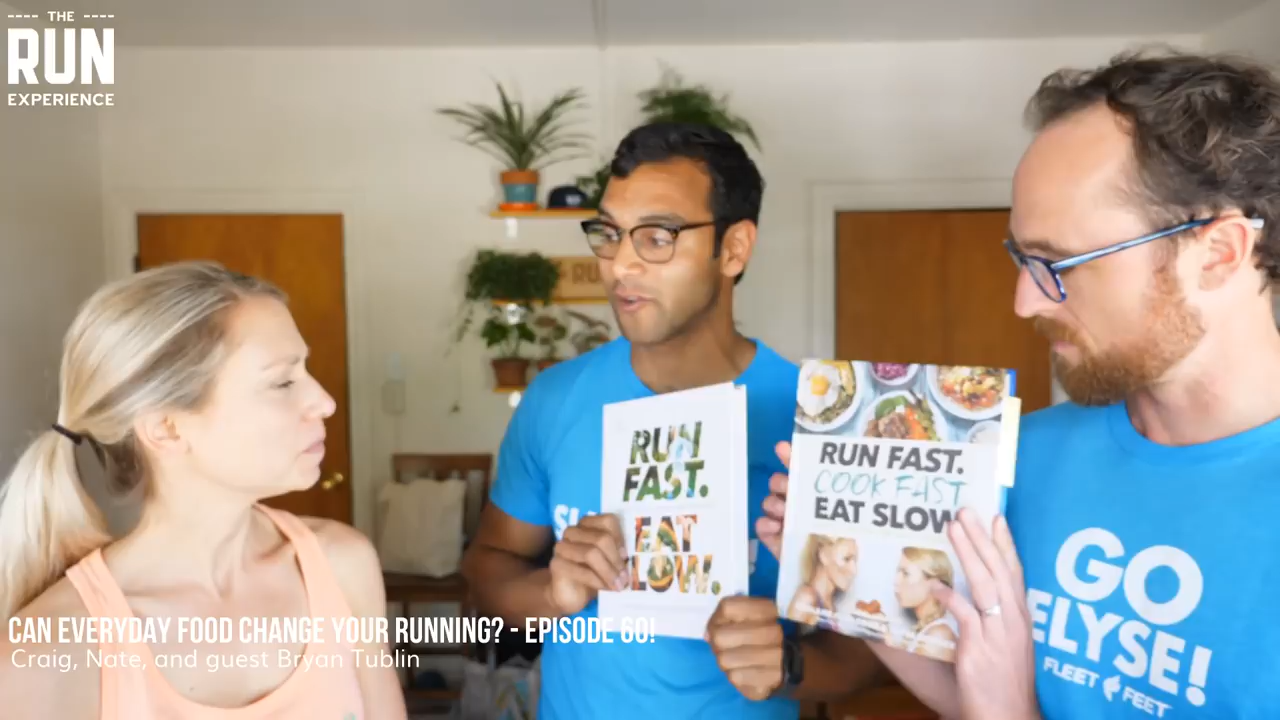 THE
RUN
EXPERIENCE
RUN
FAST.
EAT
SLOW.
RUN FAST.
COOK FAST
EAT SLOW
GO
ELYSE!
FLEET FEET
CAN EVERYDAY FOOD CHANGE YOUR RUNNING? - EPISODE 60!
Craig, Nate, and guest Bryan Tublin